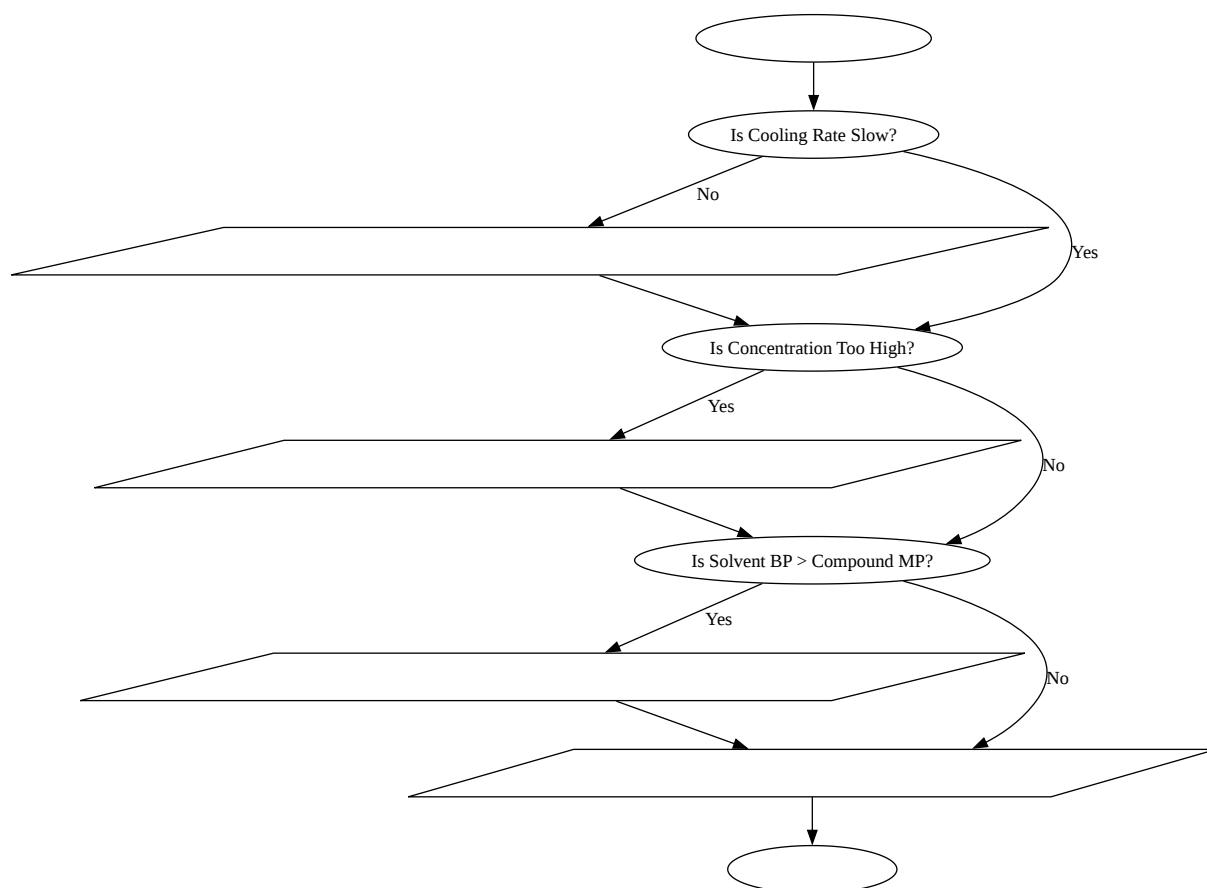 Is Cooling Rate Slow?
No
Yes
Is Concentration Too High?
Yes
No
Is Solvent BP > Compound MP?
Yes
No